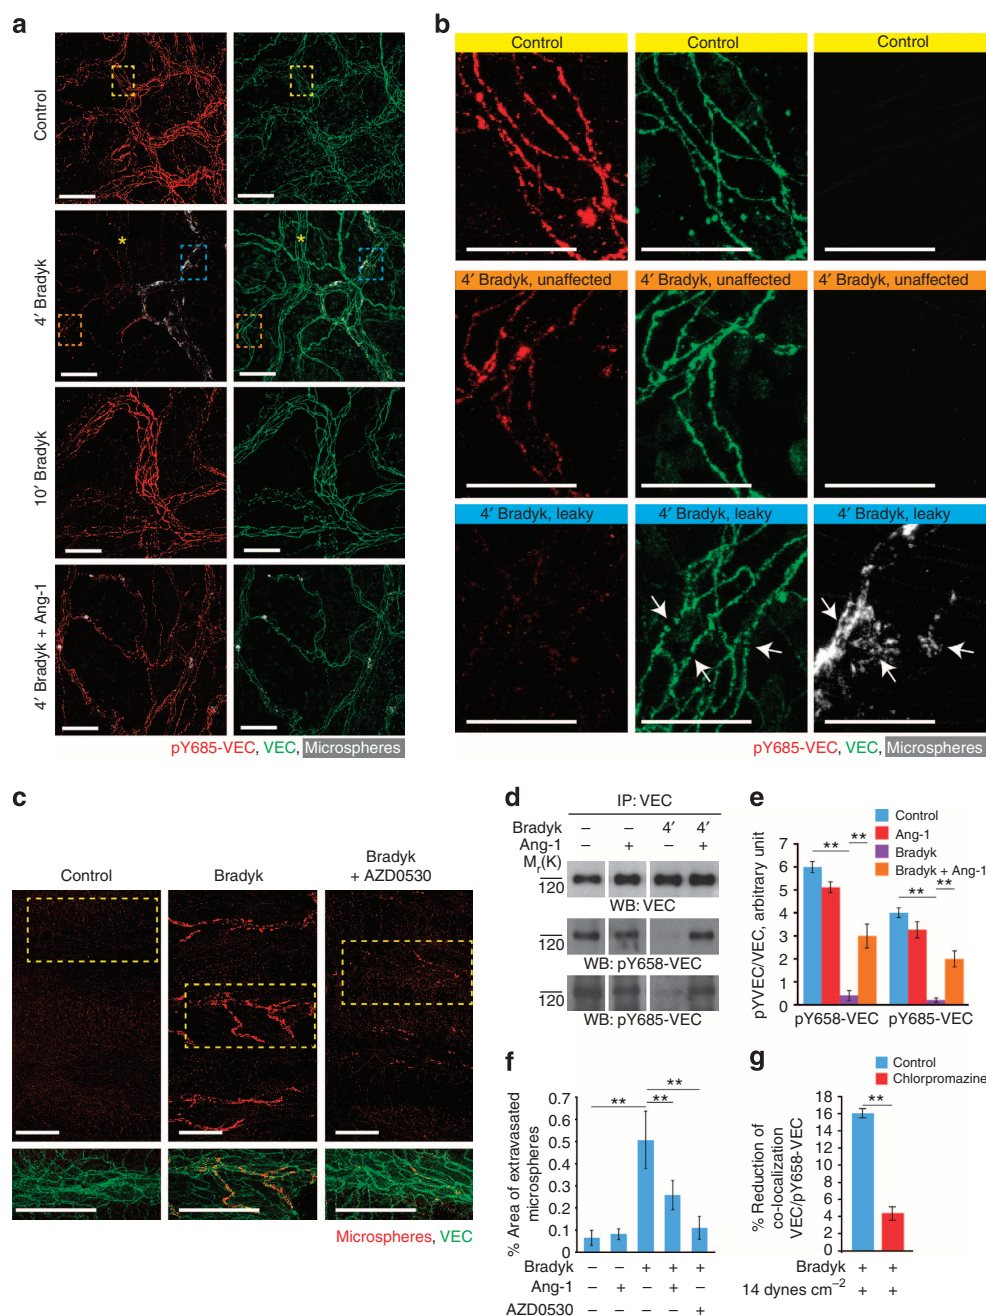 a
Control
4′ Bradyk
*
*
10′ Bradyk
4′ Bradyk + Ang-1
pY685-VEC, VEC, Microspheres
b
Control
Control
Control
4′ Bradyk, unaffected
4′ Bradyk, unaffected
4′ Bradyk, unaffected
4′ Bradyk, leaky
4′ Bradyk, leaky
4′ Bradyk, leaky
pY685-VEC, VEC, Microspheres
c
Control
Bradyk
Bradyk
+ AZD0530
Microspheres, VEC
d
IP: VEC
Bradyk – – 4′ 4′
Ang-1 – + – +
Mr(K)
120
WB: VEC
120
WB: pY658-VEC
120
WB: pY685-VEC
e
Control
Ang-1
Bradyk
Bradyk + Ang-1
pYVEC/VEC, arbitrary unit
7
6
5
4
3
2
1
0
** **
** **
pY658-VEC pY685-VEC
f
% Area of extravasated
microspheres
0.7
0.6
0.5
0.4
0.3
0.2
0.1
0
**
** **
Bradyk – – + + +
Ang-1 – + – + –
AZD0530 – – – – +
g
Control
Chlorpromazine
% Reduction of
co-localization
VEC/pY658-VEC
18
16
14
12
10
8
6
4
2
0
**
Bradyk + +
14 dynes cm−2 + +